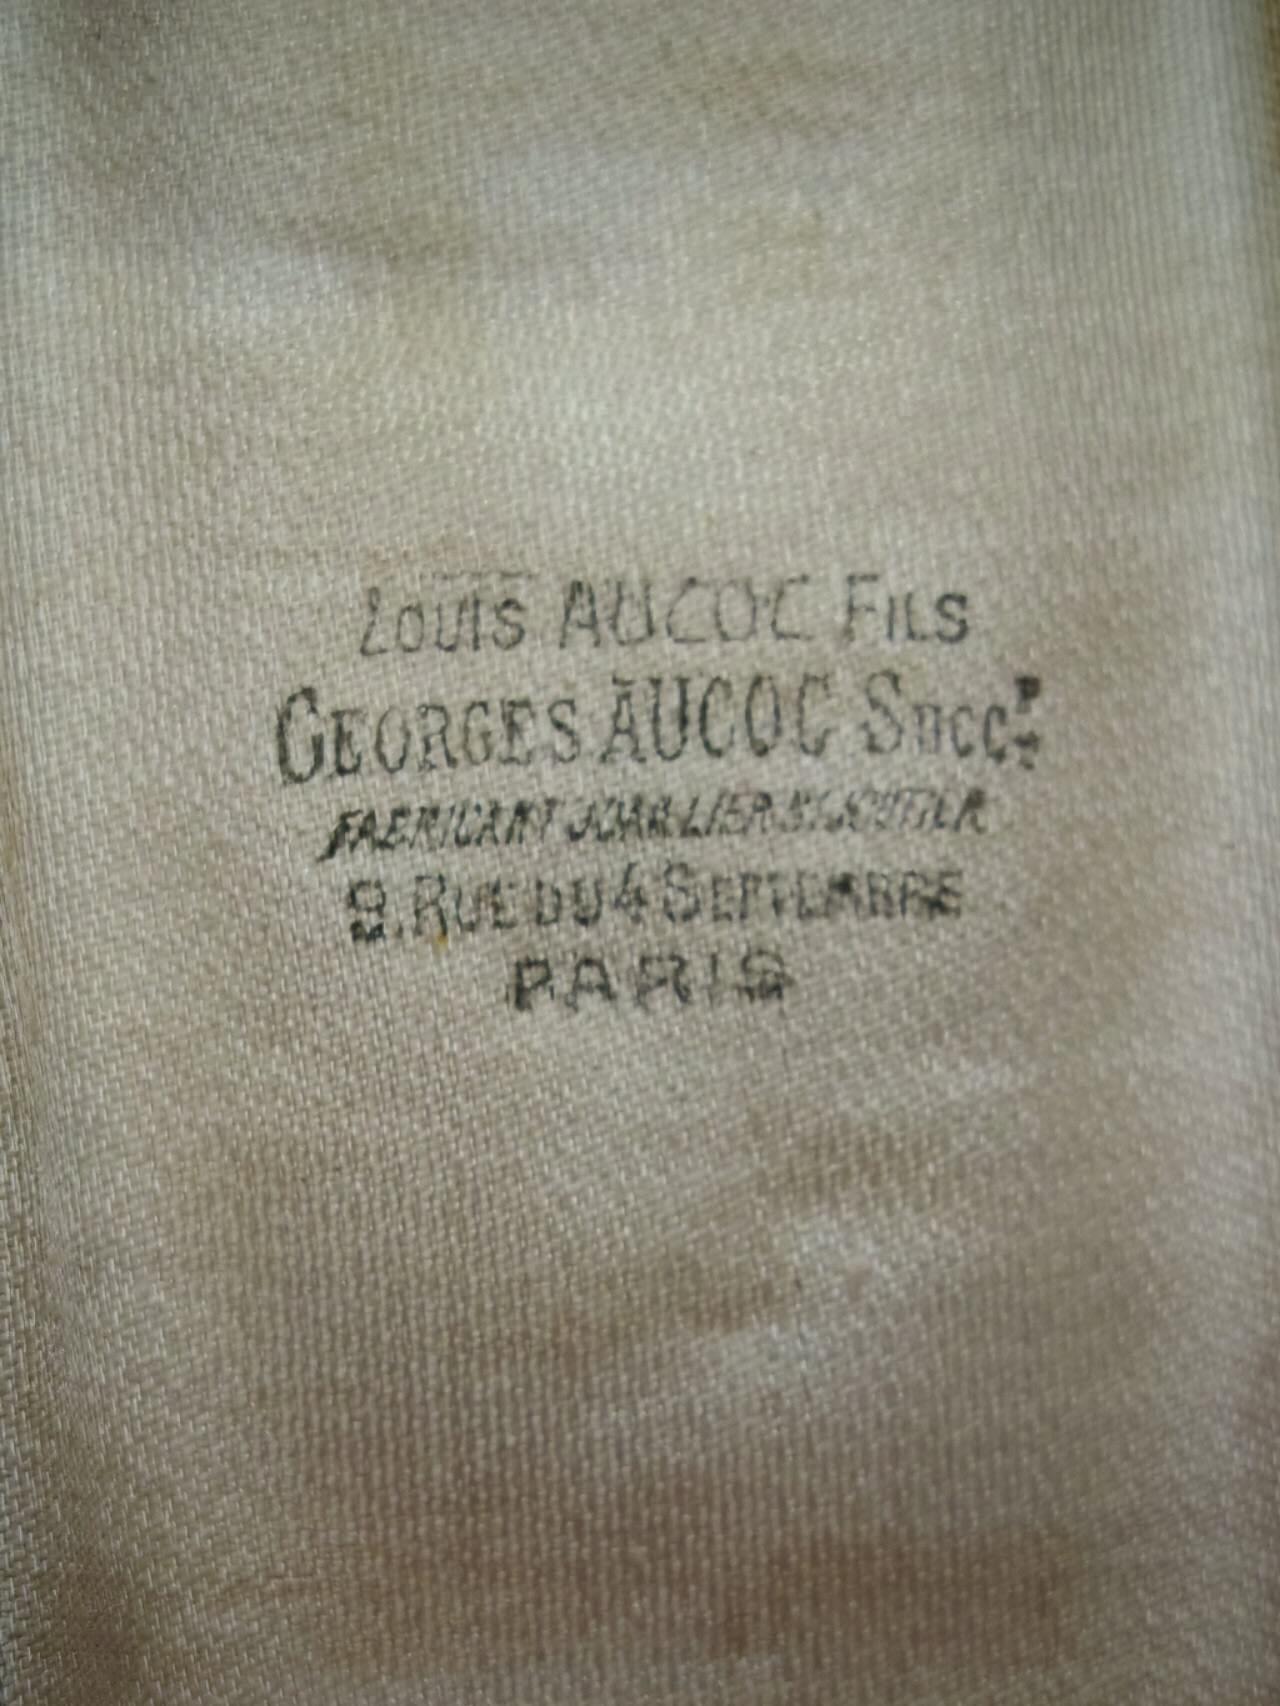 LOUIS AUCOC FILS
GEORGES AUCOC Succr
FABRICANT JOAILLIER BIJOUTIER
9. RUE DU 4 SEPTEMBRE
PARIS